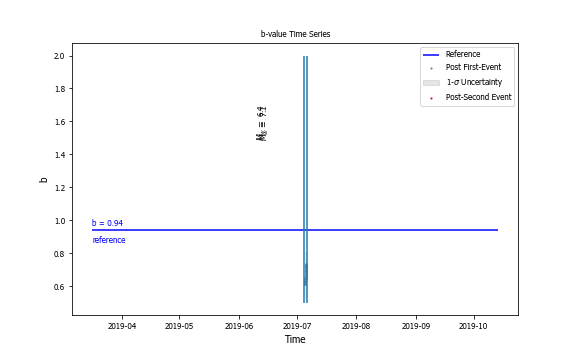 b-value Time Series
Reference
Post First-Event
1-σ Uncertainty
Post-Second Event
b
2.0
1.8
1.6
1.4
1.2
1.0
0.8
0.6
b = 0.94
reference
2019-04
2019-05
2019-06
2019-07
2019-08
2019-09
2019-10
Time